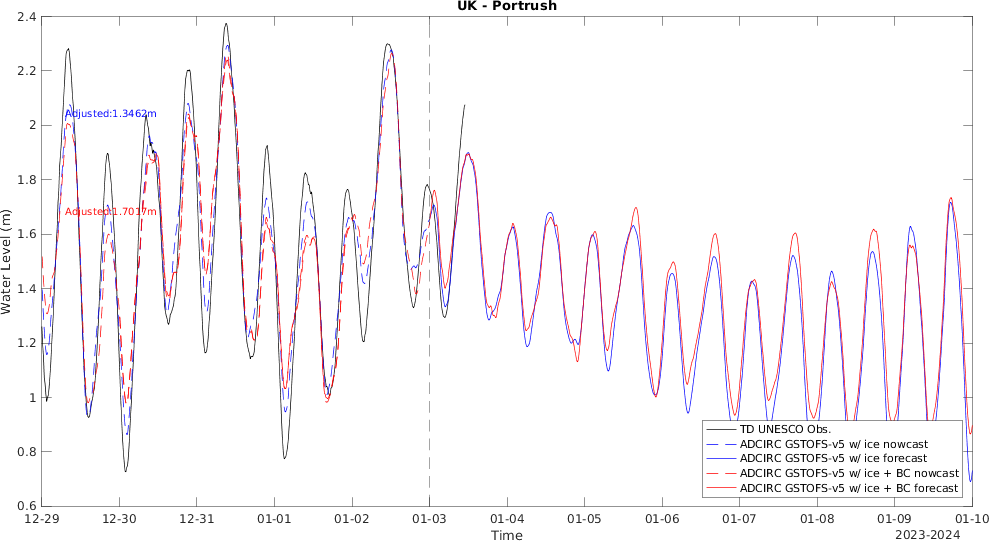 UK - Portrush
2.4
2.2
2
1.8
1.6
1.4
1.2
1
0.8
0.6
Water Level (m)
Adjusted:1.3462m
Adjusted:1.7017m
TD UNESCO Obs.
ADCIRC GSTOFS-v5 w/ ice nowcast
ADCIRC GSTOFS-v5 w/ ice forecast
ADCIRC GSTOFS-v5 w/ ice + BC nowcast
ADCIRC GSTOFS-v5 w/ ice + BC forecast
12-29 12-30 12-31 01-01 01-02 01-03 01-04 01-05 01-06 01-07 01-08 01-09 01-10
Time
2023-2024